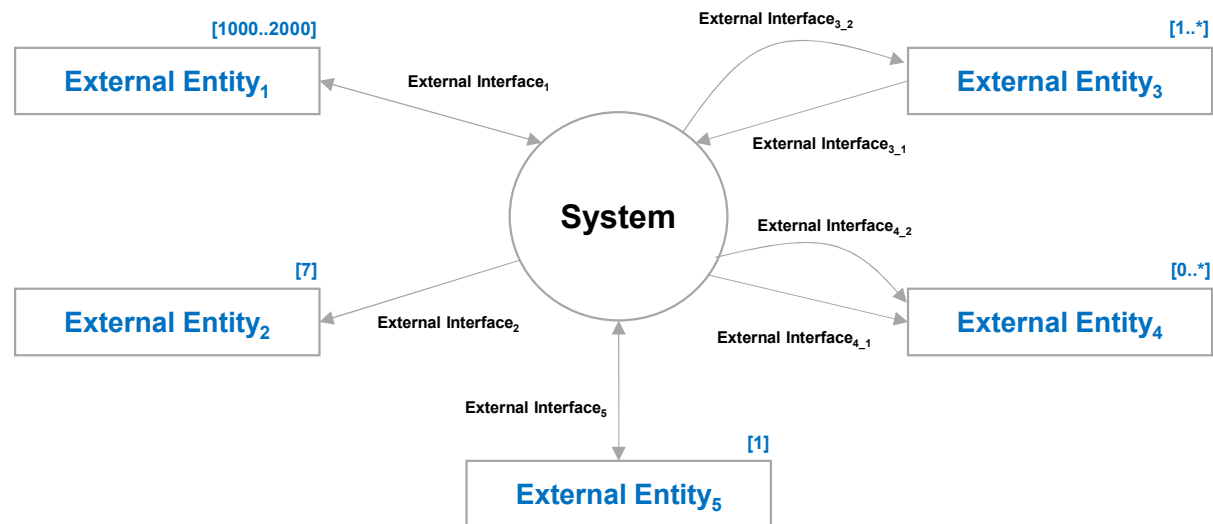 [1000..2000]
External Entity₁
External Interface₁
External Interface₃_₂
[1..*]
External Entity₃
External Interface₃_₁
System
External Interface₄_₂
[7]
External Entity₂
External Interface₂
[0..*]
External Entity₄
External Interface₄_₁
External Interface₅
[1]
External Entity₅